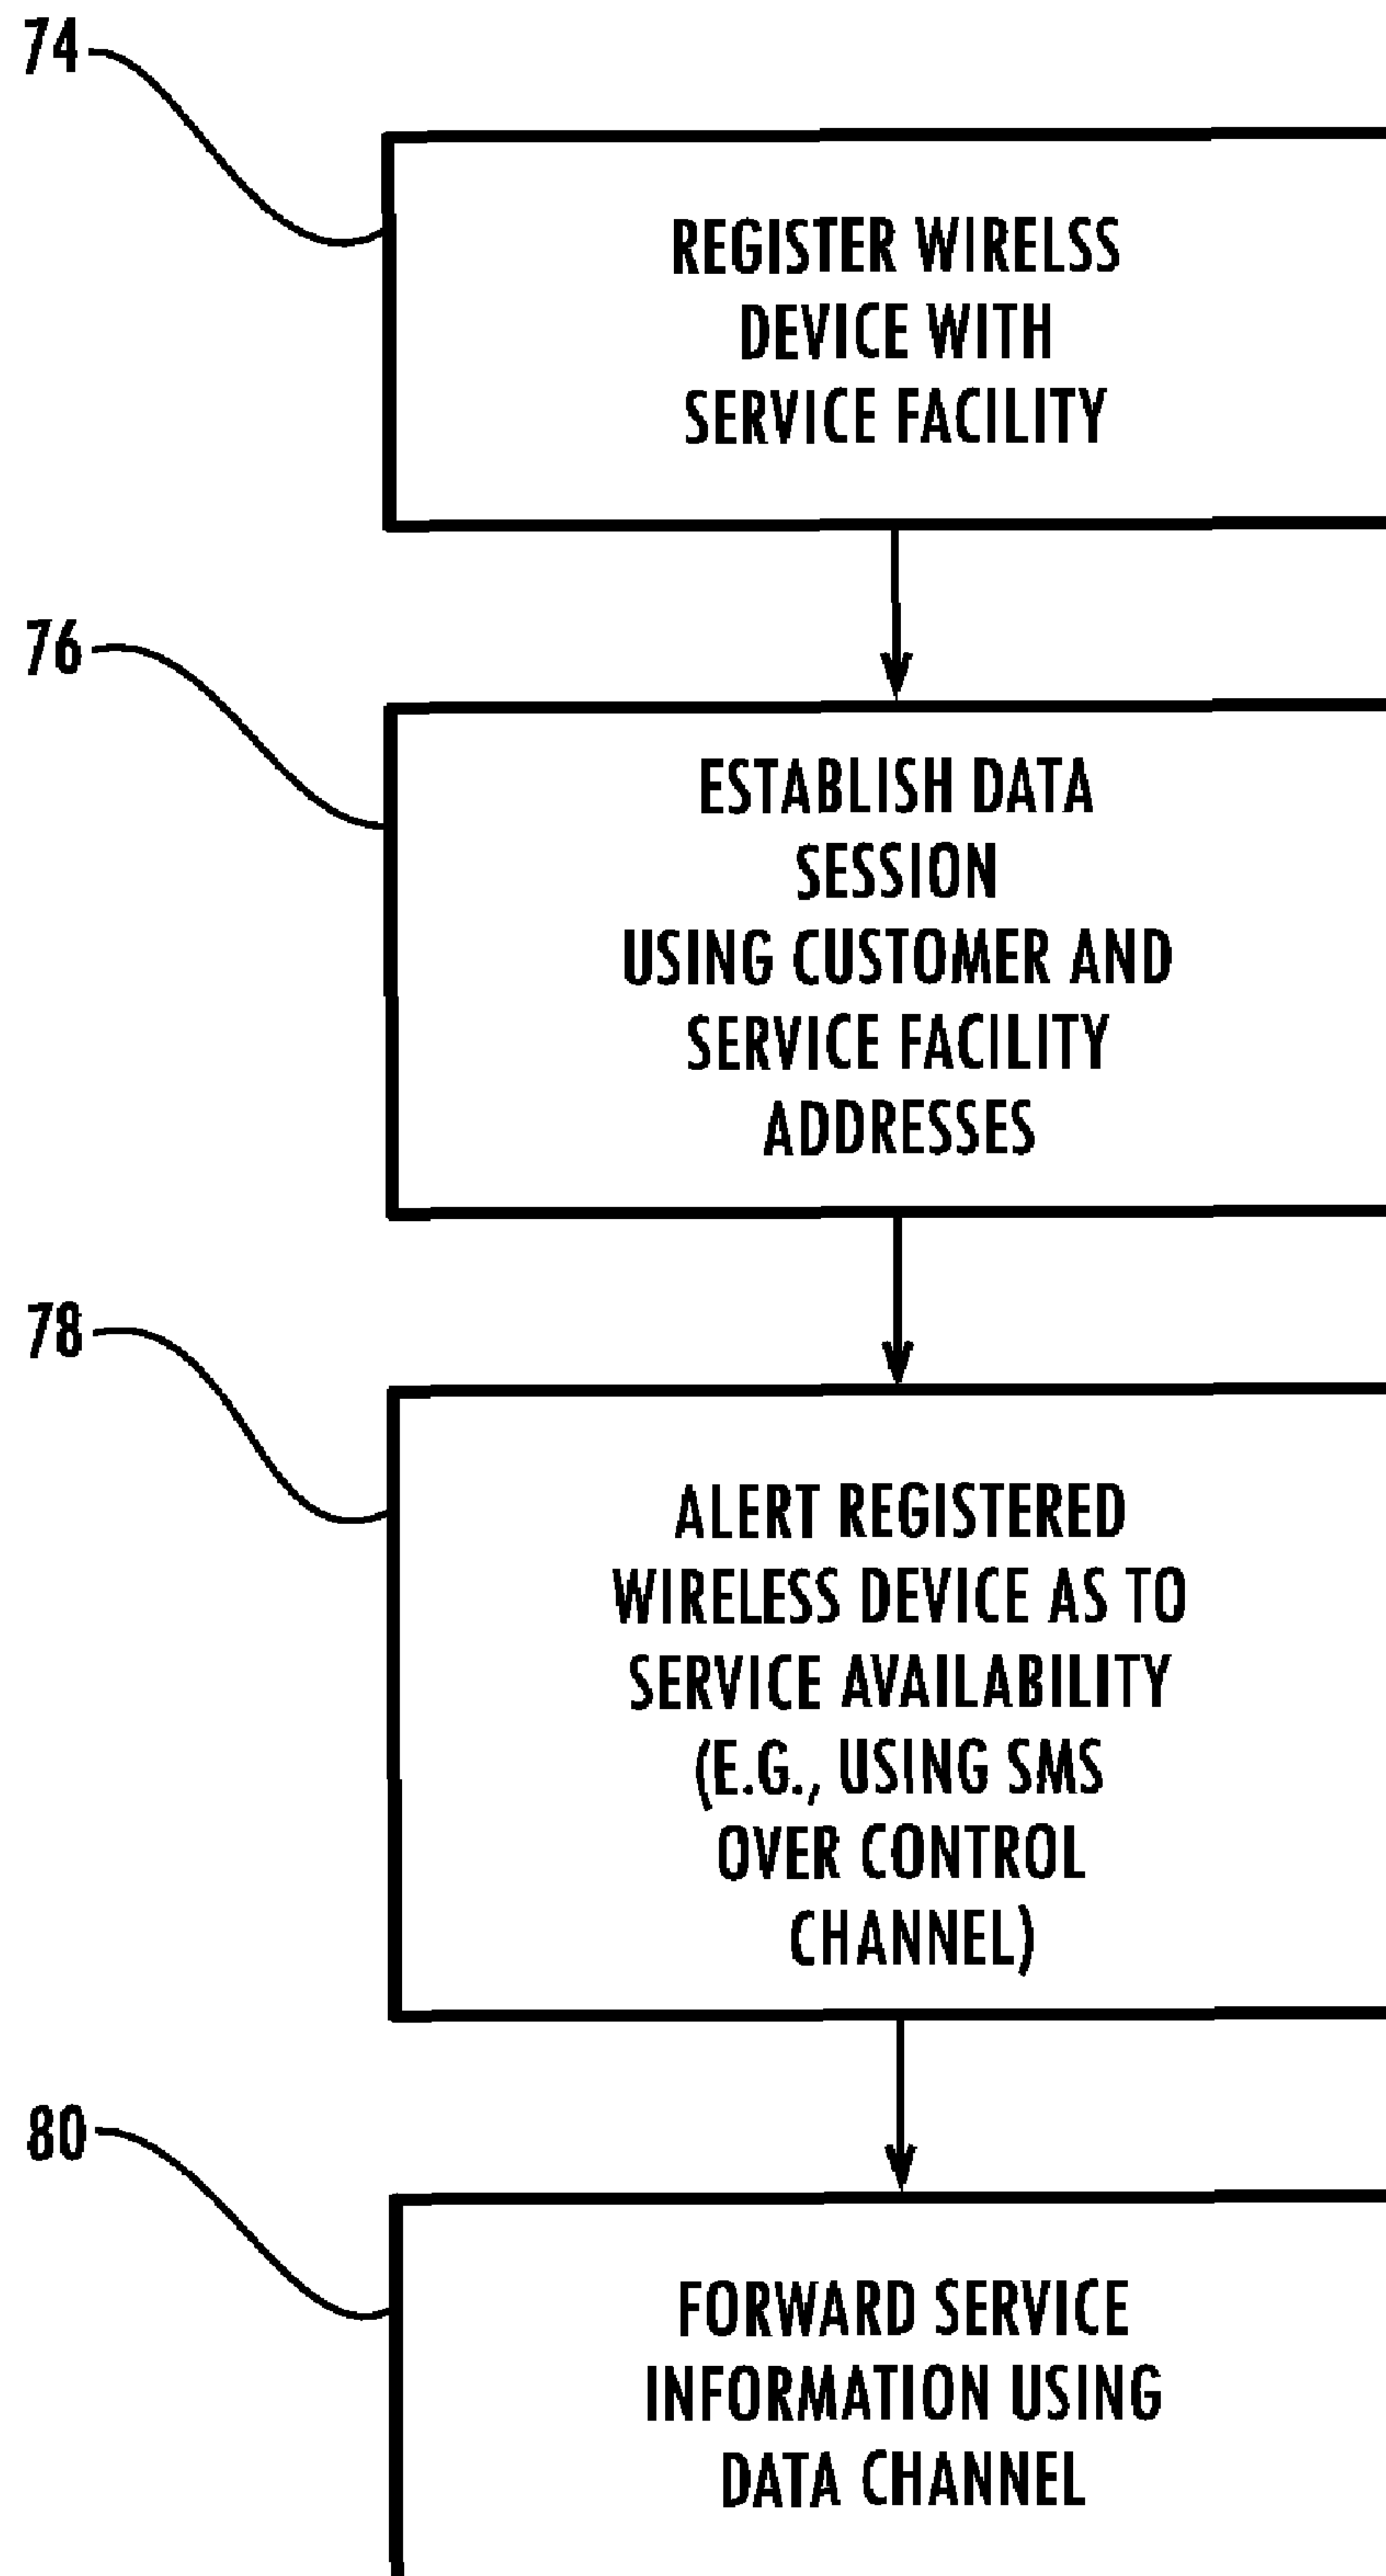 74
REGISTER WIRELSS
DEVICE WITH
SERVICE FACILITY
76
ESTABLISH DATA
SESSION
USING CUSTOMER AND
SERVICE FACILITY
ADDRESSES
78
ALERT REGISTERED
WIRELESS DEVICE AS TO
SERVICE AVAILABILITY
(E.G., USING SMS
OVER CONTROL
CHANNEL)
80
FORWARD SERVICE
INFORMATION USING
DATA CHANNEL